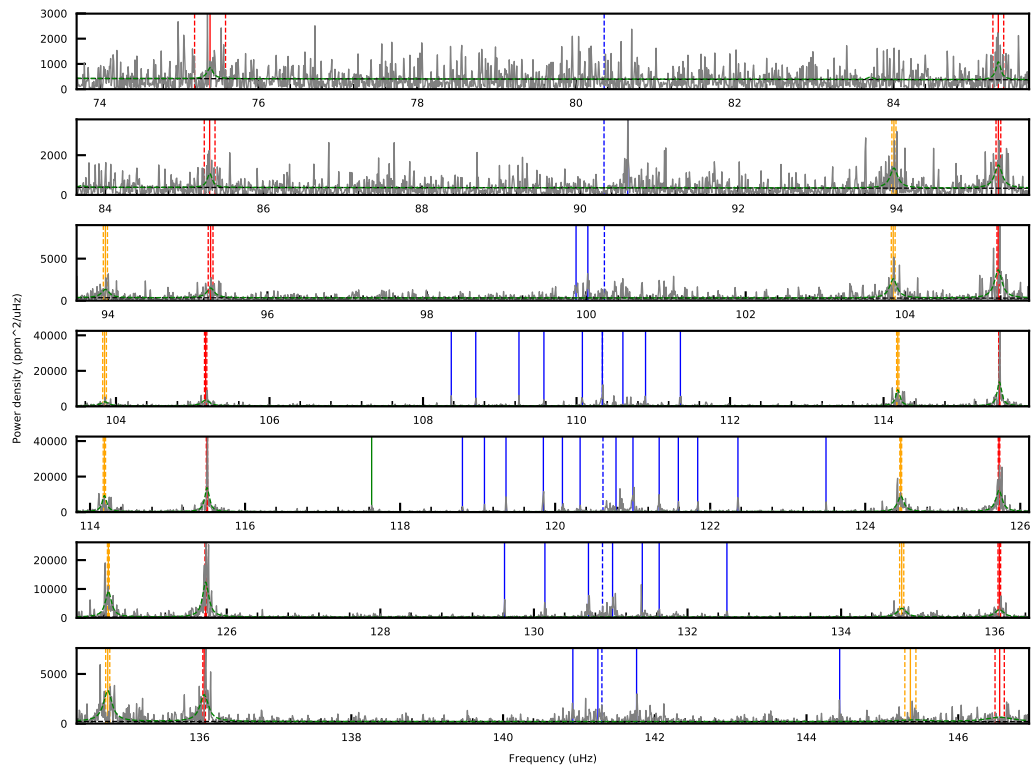 3000
2000
1000
0
74 76 78 80 82 84
2000
0
84 86 88 90 92 94
5000
0
94 96 98 100 102 104
40000
20000
0
104 106 108 110 112 114
40000
20000
0
114 116 118 120 122 124 126
20000
10000
0
126 128 130 132 134 136
5000
0
136 138 140 142 144 146
Power density (ppm^2/uHz)
Frequency (uHz)